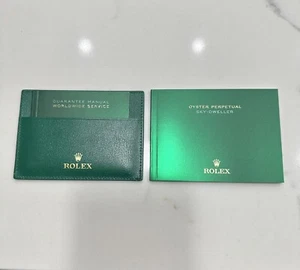 GUARANTEE MANUAL
WORLDWIDE SERVICE
ROLEX
OYSTER PERPETUAL
SKY-DWELLER
ROLEX